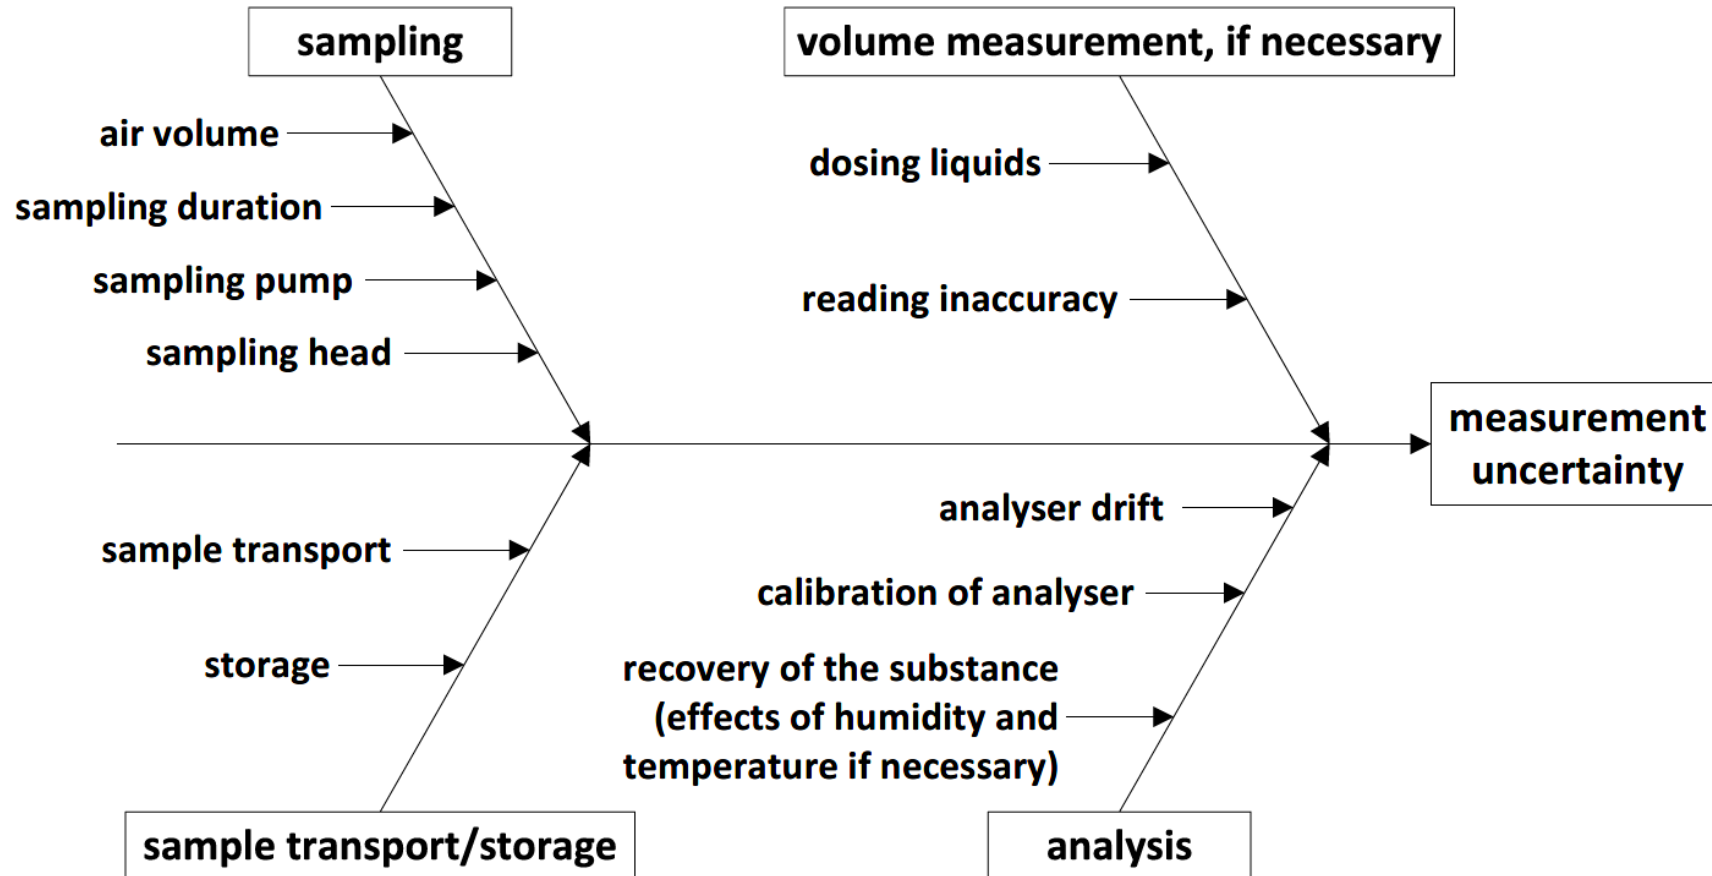 sampling
volume measurement, if necessary
air volume
dosing liquids
sampling duration
sampling pump
reading inaccuracy
sampling head
measurement
uncertainty
analyser drift
sample transport
calibration of analyser
storage
recovery of the substance
(effects of humidity and
temperature if necessary)
sample transport/storage
analysis